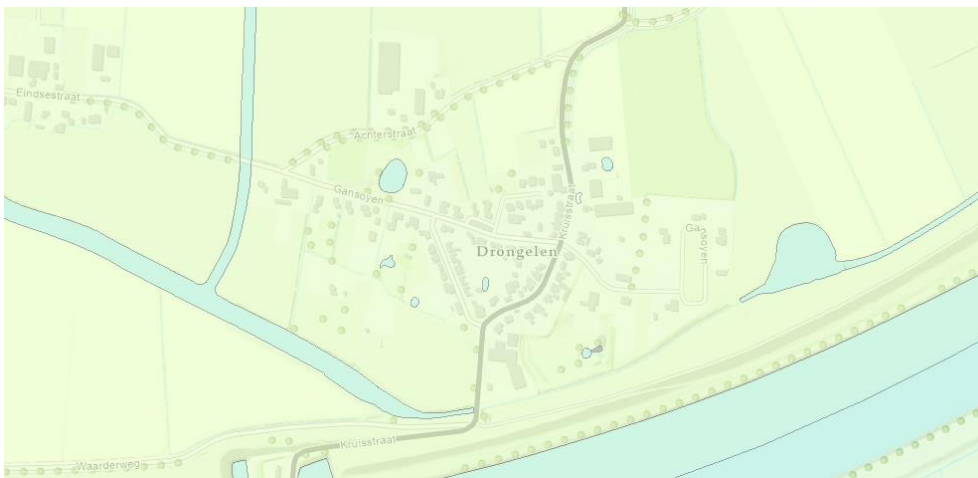 Eindsestraat
Achterstraat
Gansoyen
Kruisstraat
Gansoyen
Drongelen
Kruisstraat
Waarderweg